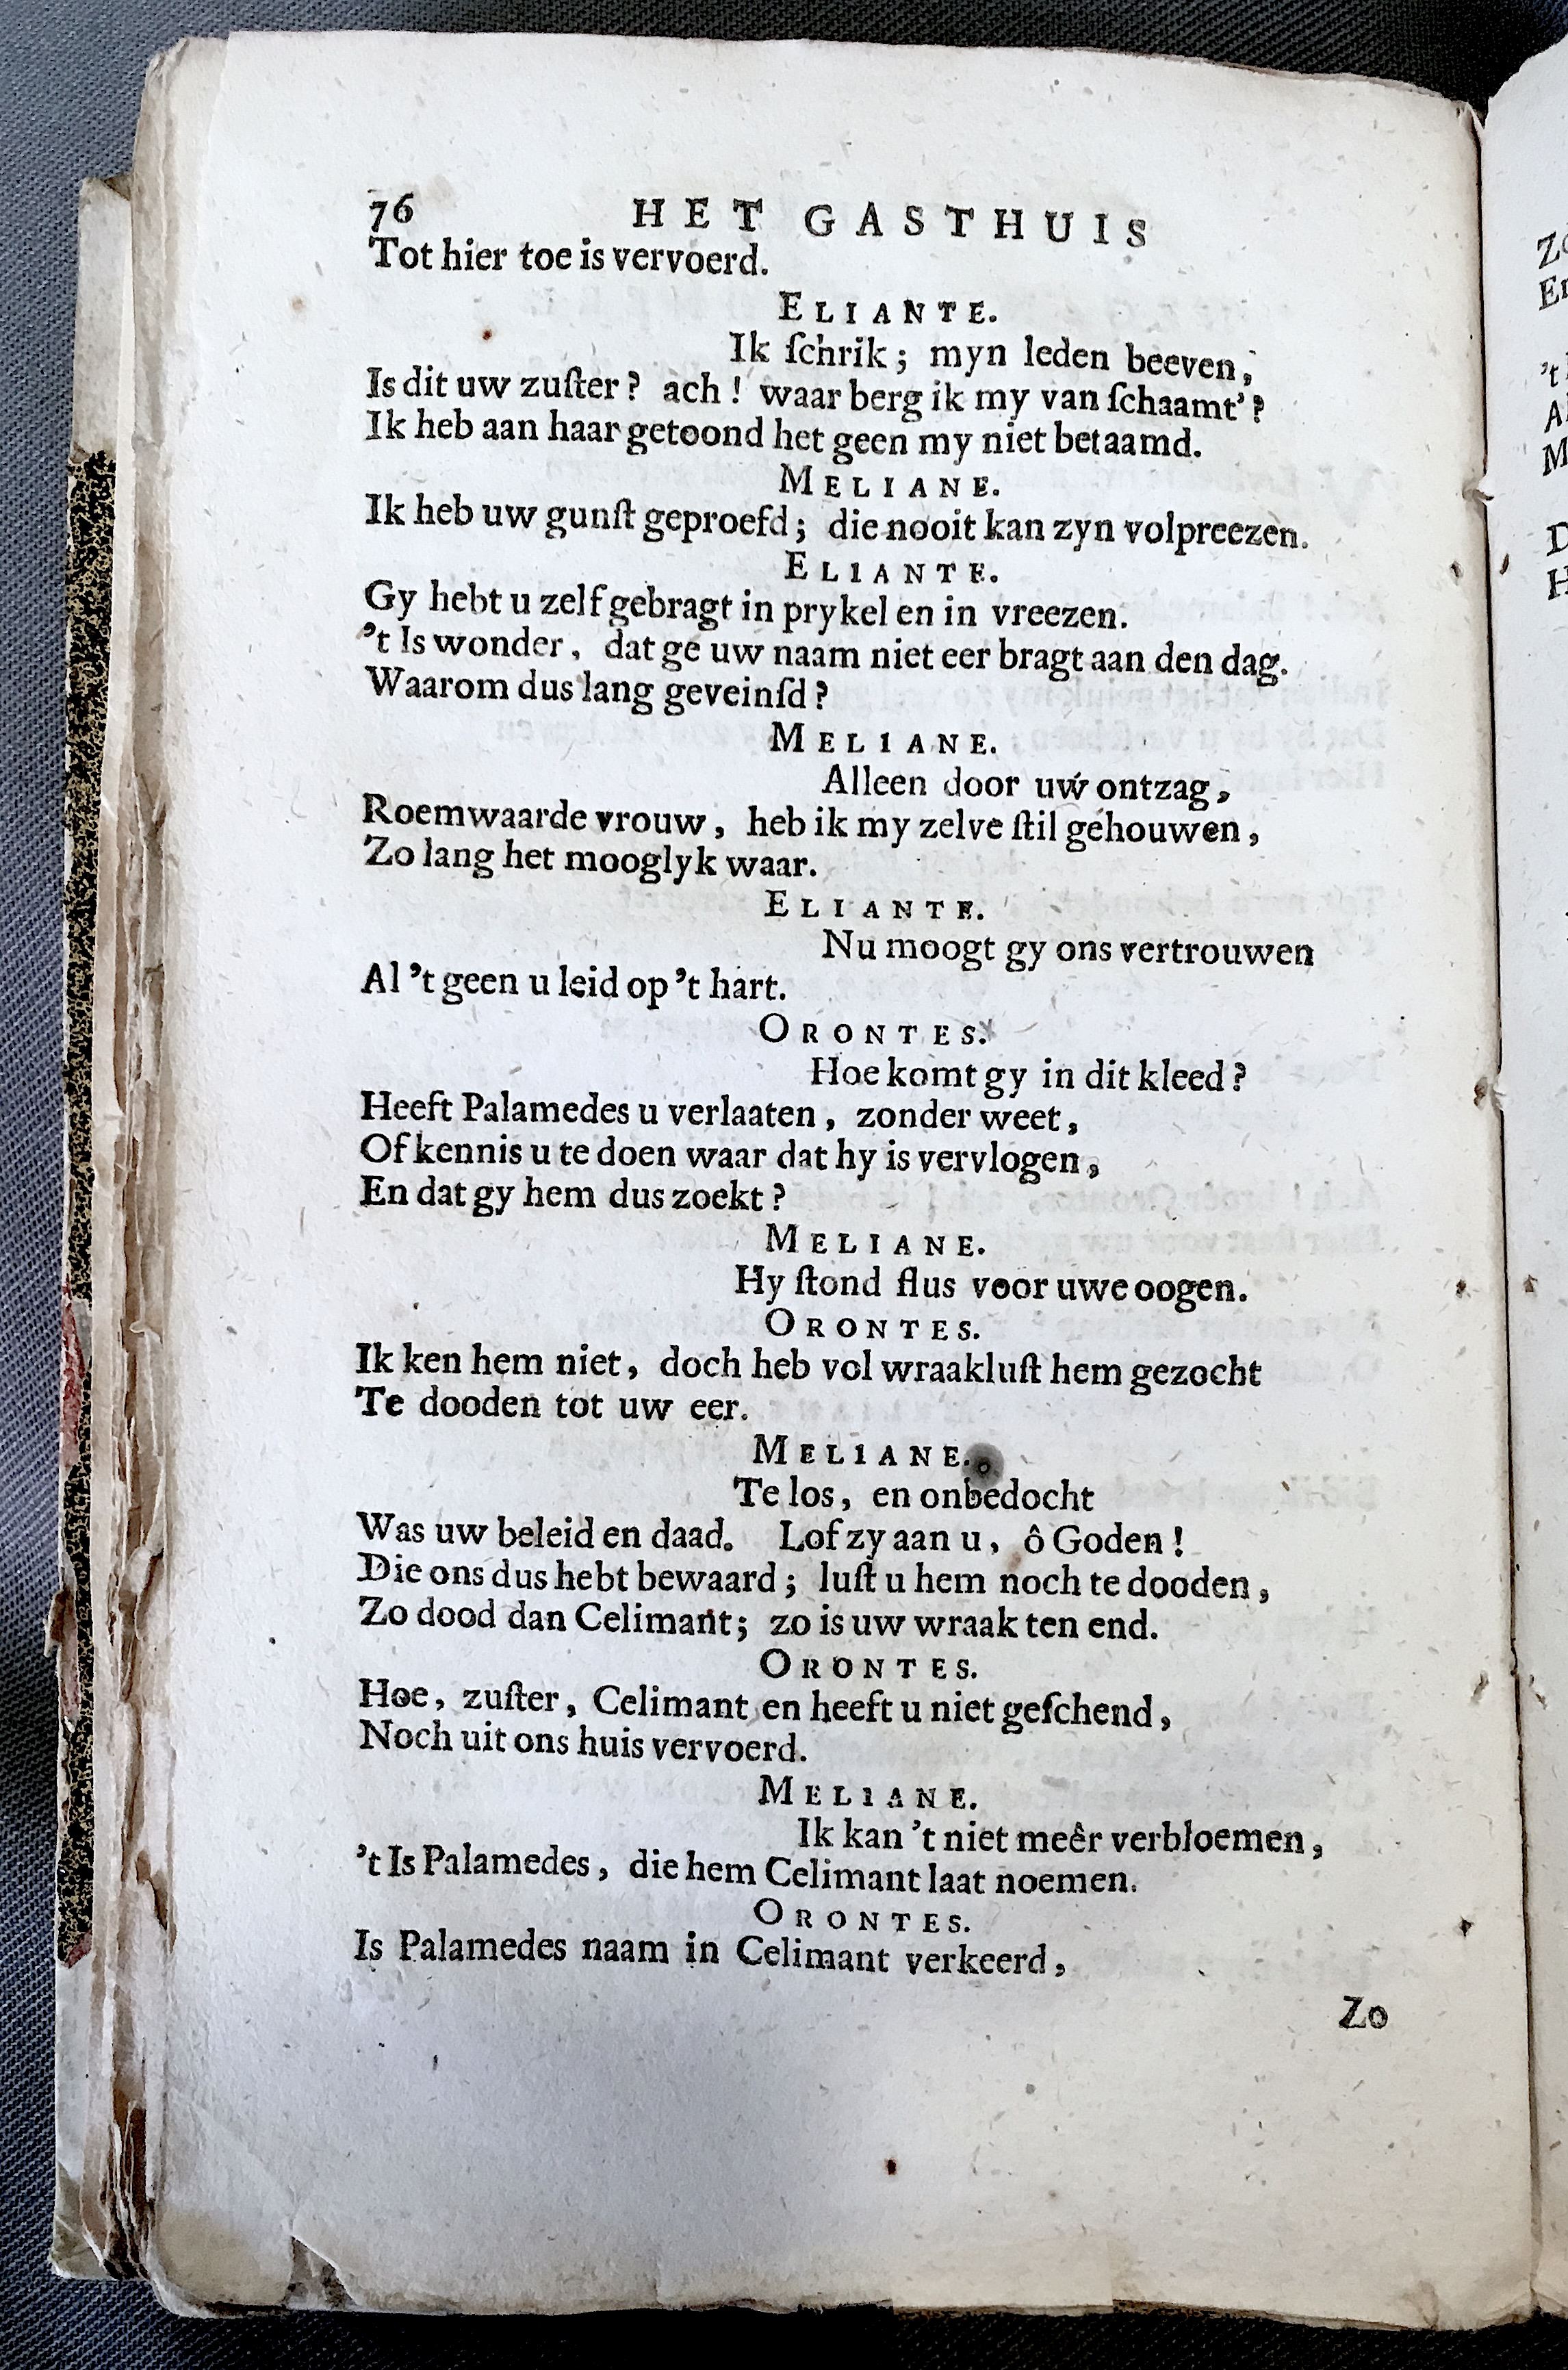 76 HET GASTHUIS
Tot hier toe is vervoerd.
ELIANTE.
Ik ſchrik; myn leden beeven,
Is dit uw zuſter? ach! waar berg ik my van ſchaamt'?
Ik heb aan haar getoond het geen my niet betaamd.
MELIANE.
Ik heb uw gunſt geproefd; die nooit kan zyn volpreezen.
ELIANTE.
Gy hebt u zelf gebragt in prykel en in vreezen.
't Is wonder, dat ge uw naam niet eer bragt aan den dag.
Waarom dus lang geveinſd?
MELIANE.
Alleen door uw ontzag,
Roemwaarde vrouw, heb ik my zelve ſtil gehouwen,
Zo lang het mooglyk waar.
ELIANTE.
Nu moogt gy ons vertrouwen
Al 't geen u leid op 't hart.
ORONTES.
Hoe komt gy in dit kleed?
Heeft Palamedes u verlaaten, zonder weet,
Of kennis u te doen waar dat hy is vervlogen,
En dat gy hem dus zoekt?
MELIANE.
Hy ſtond ſlus voor uwe oogen.
ORONTES.
Ik ken hem niet, doch heb vol wraakluſt hem gezocht
Te dooden tot uw eer.
MELIANE.
Te los, en onbedocht
Was uw beleid en daad. Lof zy aan u, ô Goden!
Die ons dus hebt bewaard; luſt u hem noch te dooden,
Zo dood dan Celimant; zo is uw wraak ten end.
ORONTES.
Hoe, zuſter, Celimant en heeft u niet geſchend,
Noch uit ons huis vervoerd.
MELIANE.
Ik kan 't niet meêr verbloemen,
't Is Palamedes, die hem Celimant laat noemen.
ORONTES.
Is Palamedes naam in Celimant verkeerd,
Zo